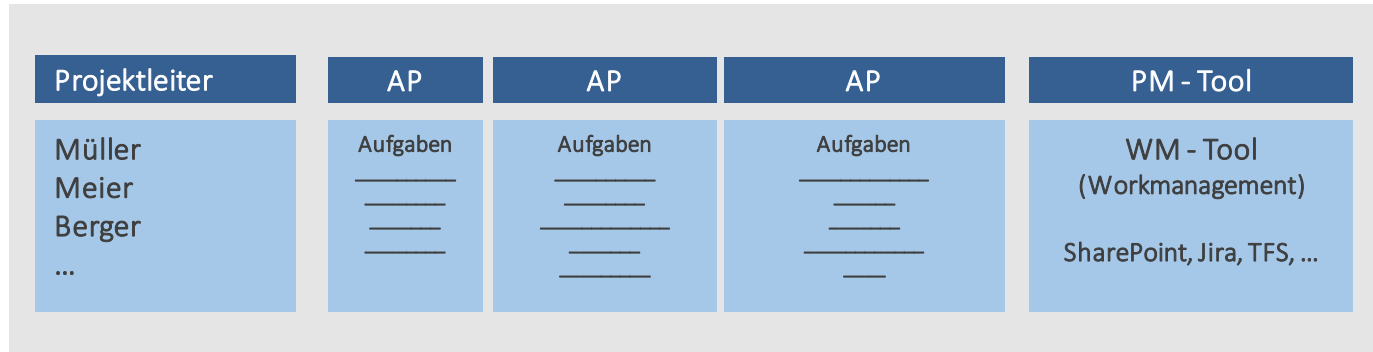 Projektleiter
AP
AP
AP
PM - Tool
Müller
Meier
Berger
...
Aufgaben
Aufgaben
Aufgaben
WM - Tool
(Workmanagement)
SharePoint, Jira, TFS, ...